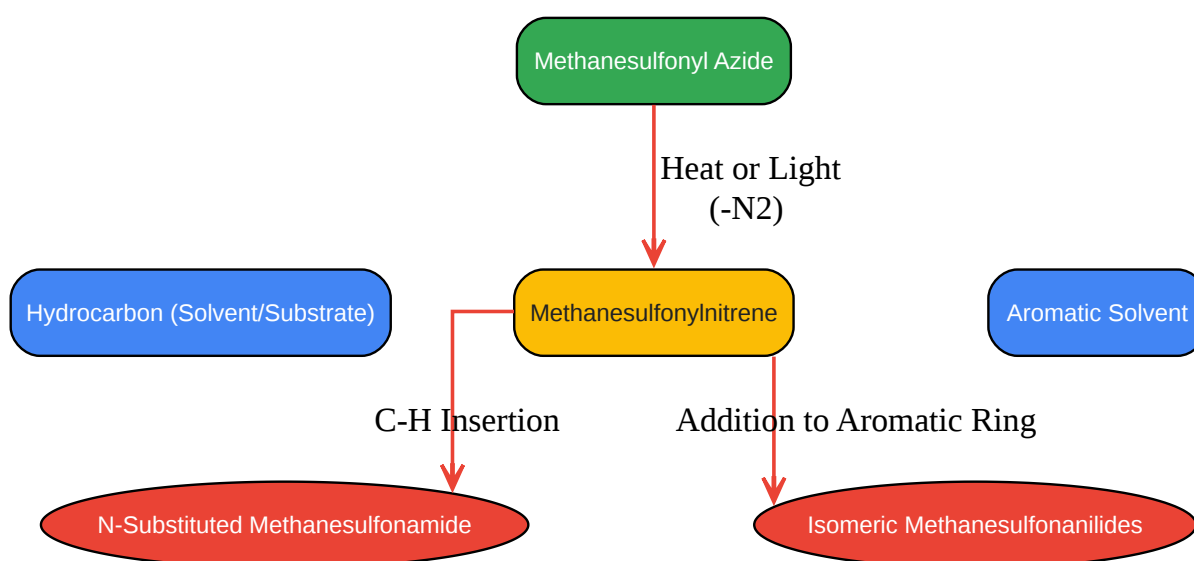 Methanesulfonyl Azide
Heat or Light
(-N2)
Hydrocarbon (Solvent/Substrate)
Methanesulfonylnitrene
Aromatic Solvent
C-H Insertion
Addition to Aromatic Ring
N-Substituted Methanesulfonamide
Isomeric Methanesulfonanilides